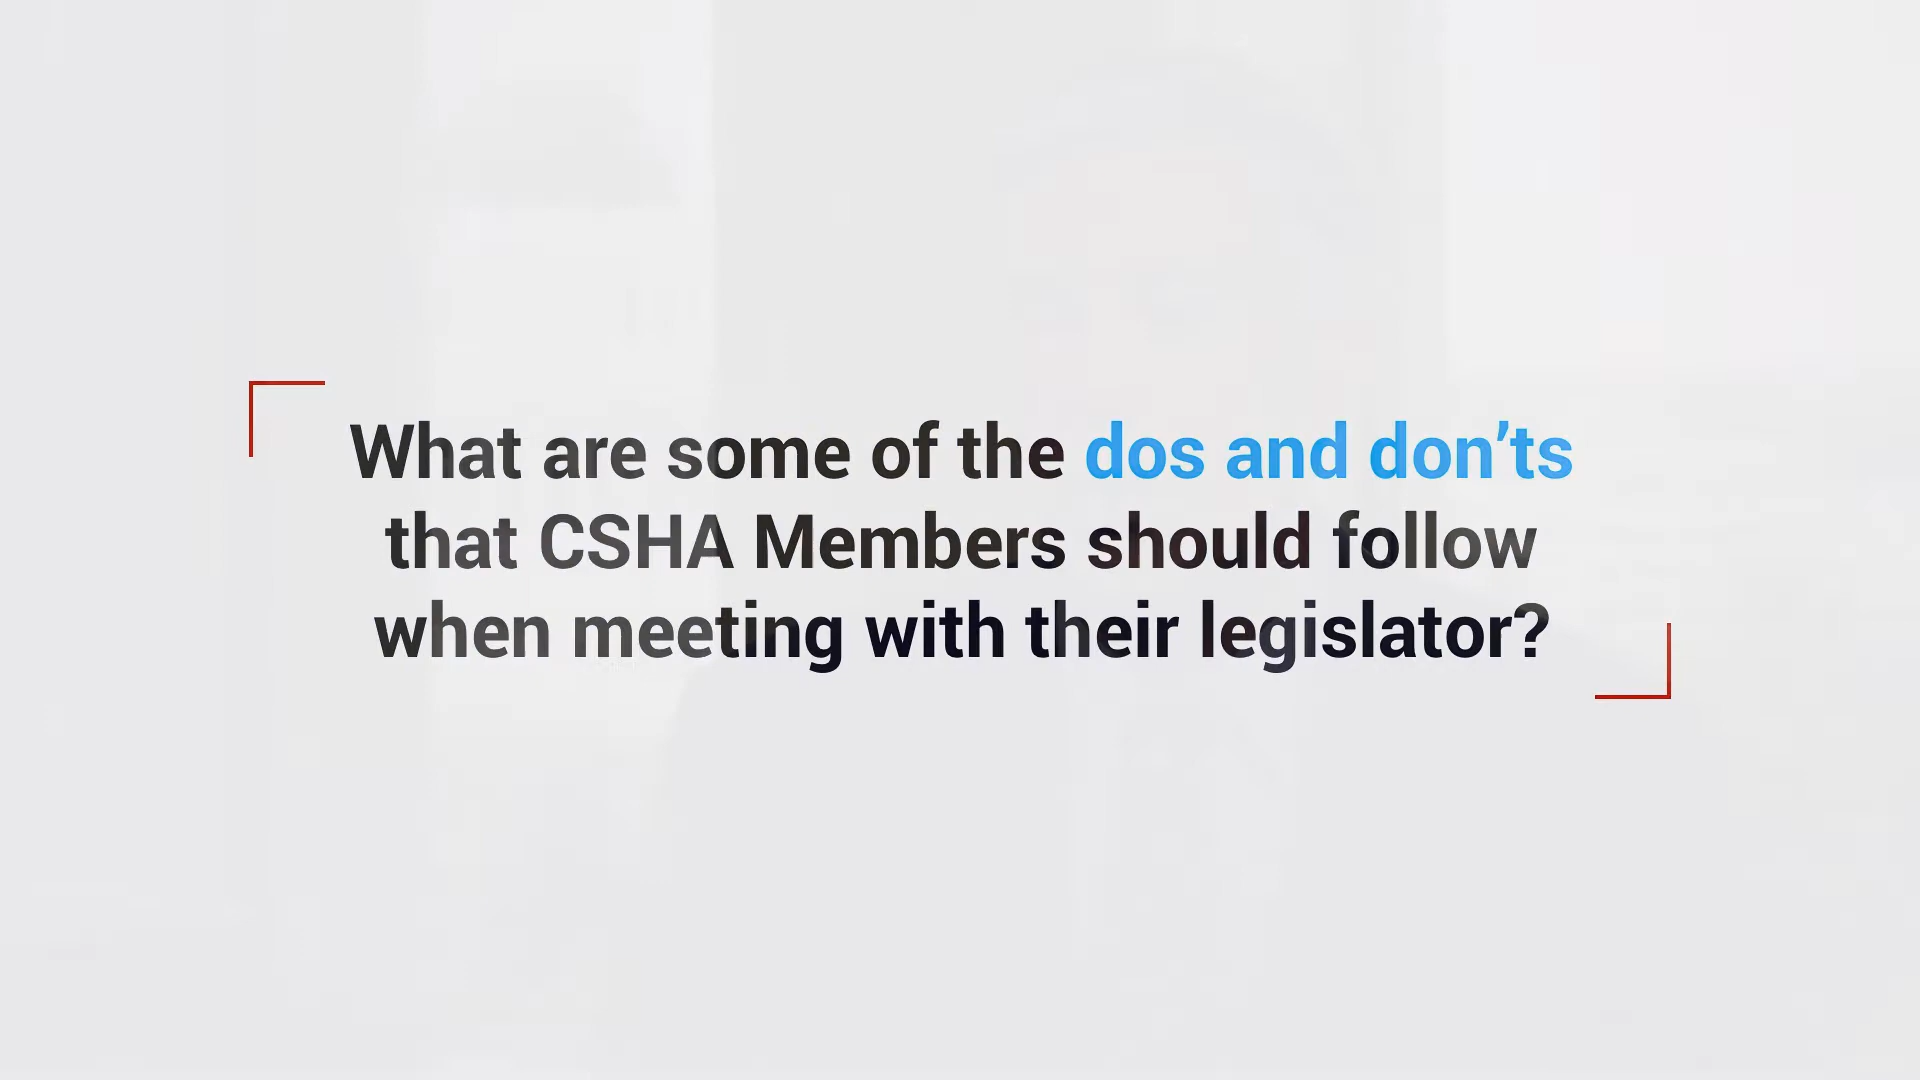 What are some of the dos and don’ts
that CSHA Members should follow
when meeting with their legislator?